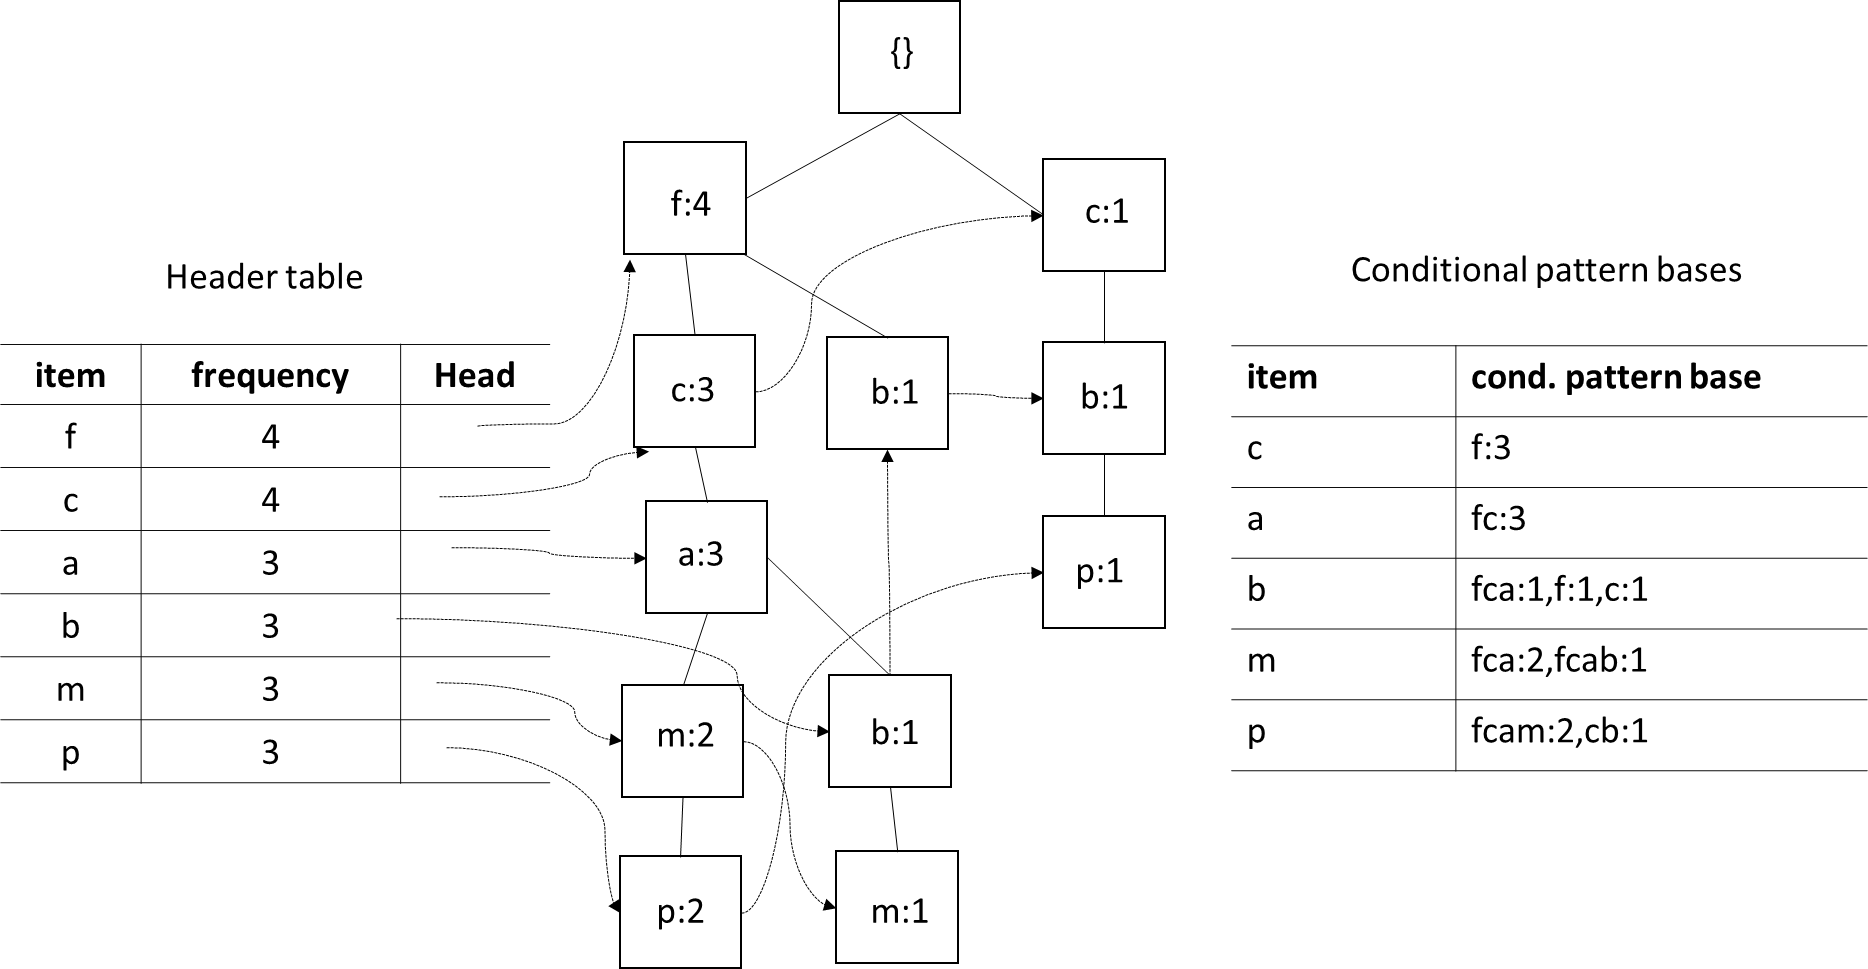 {}
f:4
c:1
Header table
Conditional pattern bases
item frequency Head
f 4
c 4
a 3
b 3
m 3
p 3
c:3
b:1
b:1
a:3
p:1
m:2
b:1
p:2
m:1
item cond. pattern base
c f:3
a fc:3
b fca:1,f:1,c:1
m fca:2,fcab:1
p fcam:2,cb:1